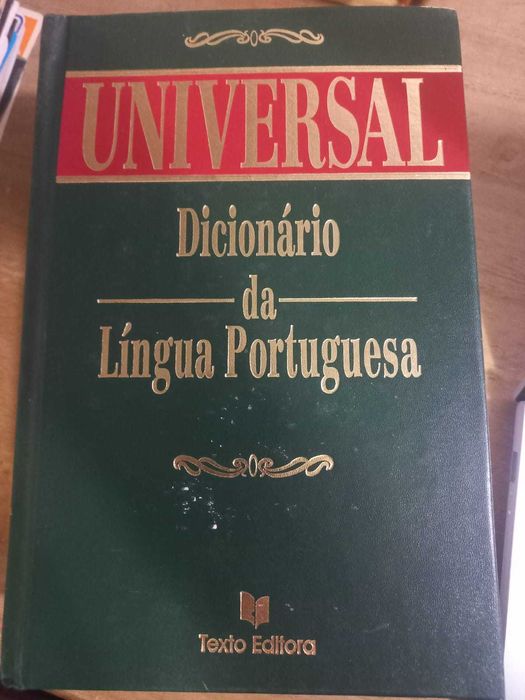 UNIVERSAL
Dicionário
da
Língua Portuguesa
Texto Editora